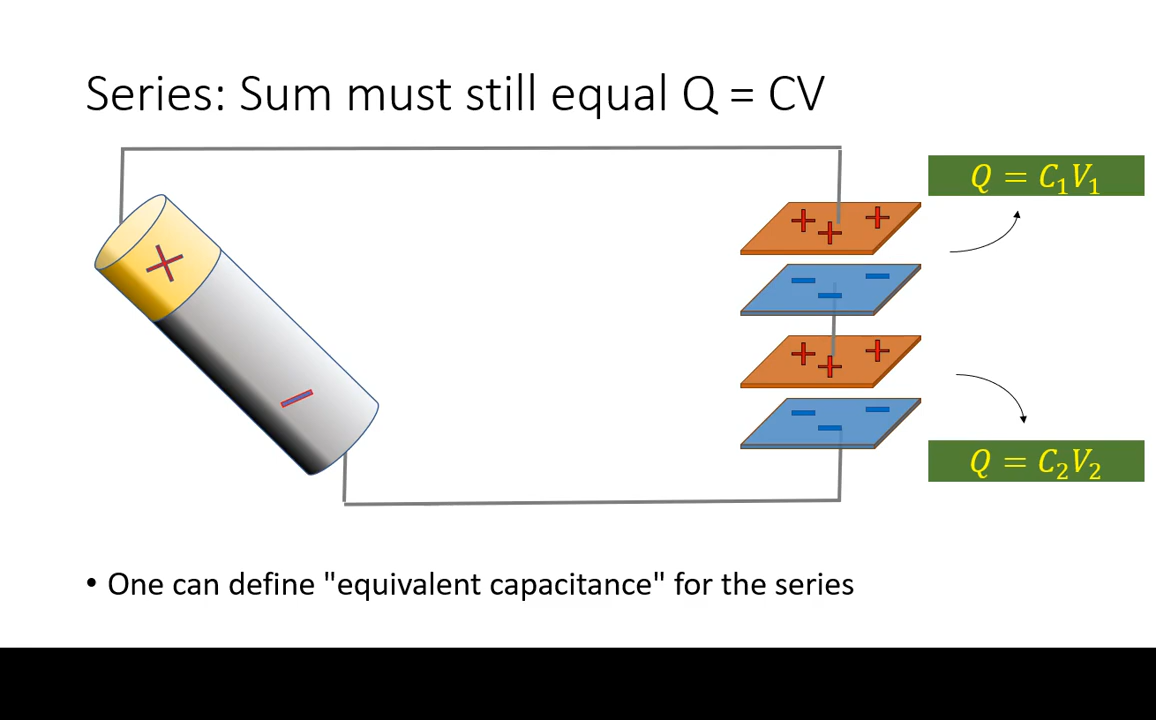 Series: Sum must still equal Q = CV
Q = C₁V₁
+ + +
+
− −
−
+ + +
−
+
− −
−
Q = C₂V₂
• One can define "equivalent capacitance" for the series